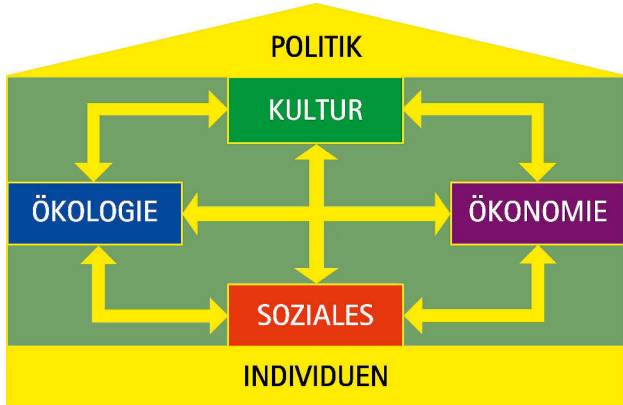 POLITIK
KULTUR
ÖKOLOGIE
ÖKONOMIE
SOZIALES
INDIVIDUEN